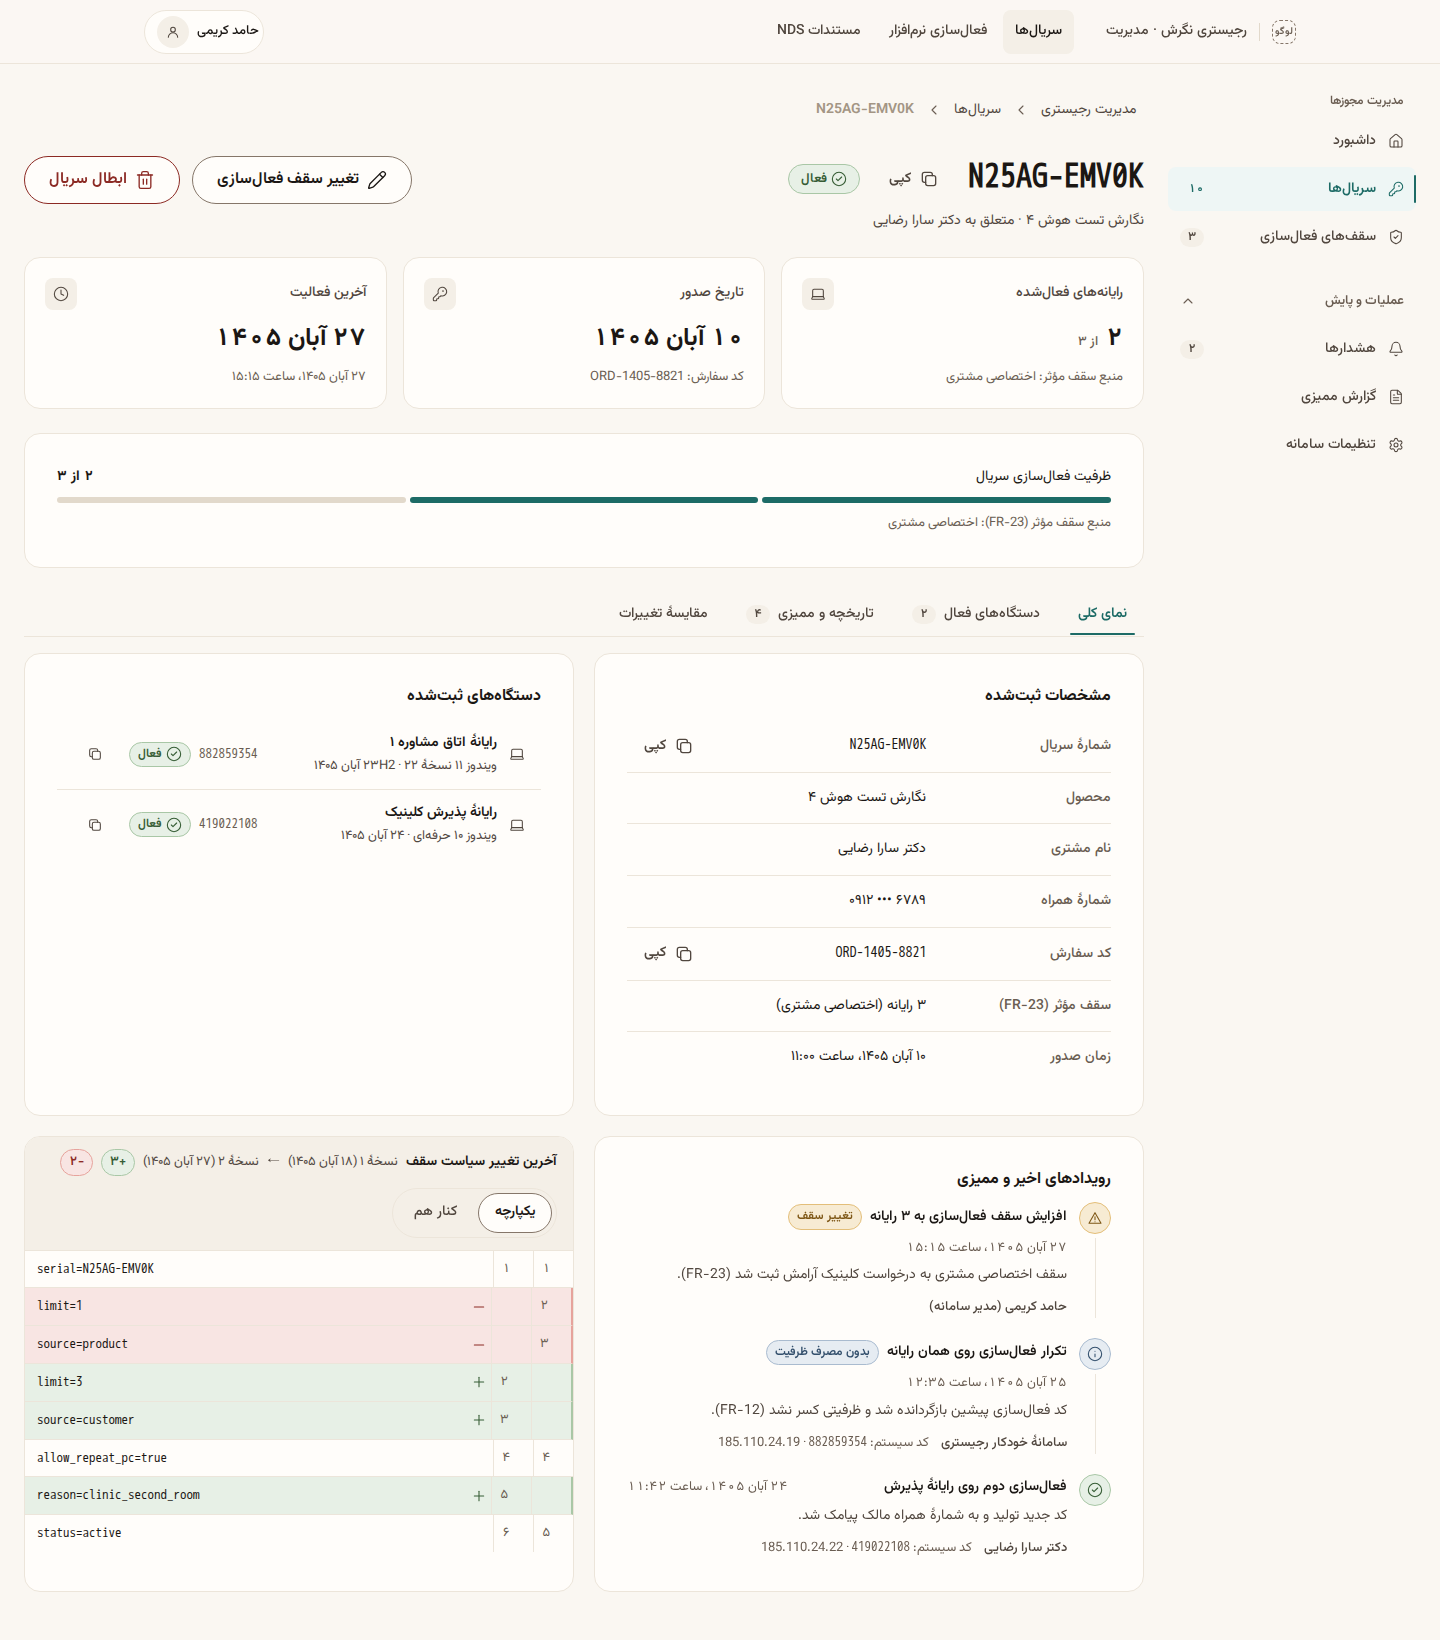 لوگو
رجیستری نگرش · مدیریت
سریال‌ها
فعال‌سازی نرم‌افزار
مستندات NDS
حامد کریمی
مدیریت مجوزها
داشبورد
سریال‌ها ۱۰
سقف‌های فعال‌سازی ۳
عملیات و پایش
هشدارها ۲
گزارش ممیزی
تنظیمات سامانه
مدیریت رجیستری
سریال‌ها
N25AG-EMV0K
N25AG-EMV0K
کپی
فعال
تغییر سقف فعال‌سازی
ابطال سریال
نگارش تست هوش ۴ · متعلق به دکتر سارا رضایی
رایانه‌های فعال‌شده
۲ از ۳
منبع سقف مؤثر: اختصاصی مشتری
تاریخ صدور
۱۰ آبان ۱۴۰۵
کد سفارش: ORD-1405-8821
آخرین فعالیت
۲۷ آبان ۱۴۰۵
۲۷ آبان ۱۴۰۵، ساعت ۱۵:۱۵
ظرفیت فعال‌سازی سریال
۲ از ۳
منبع سقف مؤثر (FR-23): اختصاصی مشتری
نمای کلی
دستگاه‌های فعال ۲
تاریخچه و ممیزی ۴
مقایسهٔ تغییرات
مشخصات ثبت‌شده
شمارهٔ سریال N25AG-EMV0K کپی
محصول نگارش تست هوش ۴
نام مشتری دکتر سارا رضایی
شمارهٔ همراه ۰۹۱۲ ••• ۶۷۸۹
کد سفارش ORD-1405-8821 کپی
سقف مؤثر (FR-23) ۳ رایانه (اختصاصی مشتری)
زمان صدور ۱۰ آبان ۱۴۰۵، ساعت ۱۱:۰۰
دستگاه‌های ثبت‌شده
رایانهٔ اتاق مشاوره ۱
ویندوز ۱۱ نسخهٔ ۲۳H2 · ۲۲ آبان ۱۴۰۵
882859354
فعال
رایانهٔ پذیرش کلینیک
ویندوز ۱۰ حرفه‌ای · ۲۴ آبان ۱۴۰۵
419022108
فعال
رویدادهای اخیر و ممیزی
افزایش سقف فعال‌سازی به ۳ رایانه تغییر سقف
۲۷ آبان ۱۴۰۵، ساعت ۱۵:۱۵
سقف اختصاصی مشتری به درخواست کلینیک آرامش ثبت شد (FR-23).
حامد کریمی (مدیر سامانه)
تکرار فعال‌سازی روی همان رایانه بدون مصرف ظرفیت
۲۵ آبان ۱۴۰۵، ساعت ۱۲:۳۵
کد فعال‌سازی پیشین بازگردانده شد و ظرفیتی کسر نشد (FR-12).
سامانهٔ خودکار رجیستری کد سیستم: 882859354 · 185.110.24.19
فعال‌سازی دوم روی رایانهٔ پذیرش ۲۴ آبان ۱۴۰۵، ساعت ۱۱:۴۲
کد جدید تولید و به شمارهٔ همراه مالک پیامک شد.
دکتر سارا رضایی کد سیستم: 419022108 · 185.110.24.22
آخرین تغییر سیاست سقف نسخهٔ ۱ (۱۸ آبان ۱۴۰۵) ← نسخهٔ ۲ (۲۷ آبان ۱۴۰۵) +۳ −۲
یکپارچه
کنار هم
۱ ۱ serial=N25AG-EMV0K
۲ − limit=1
۳ − source=product
۲ + limit=3
۳ + source=customer
۴ ۴ allow_repeat_pc=true
۵ + reason=clinic_second_room
۵ ۶ status=active